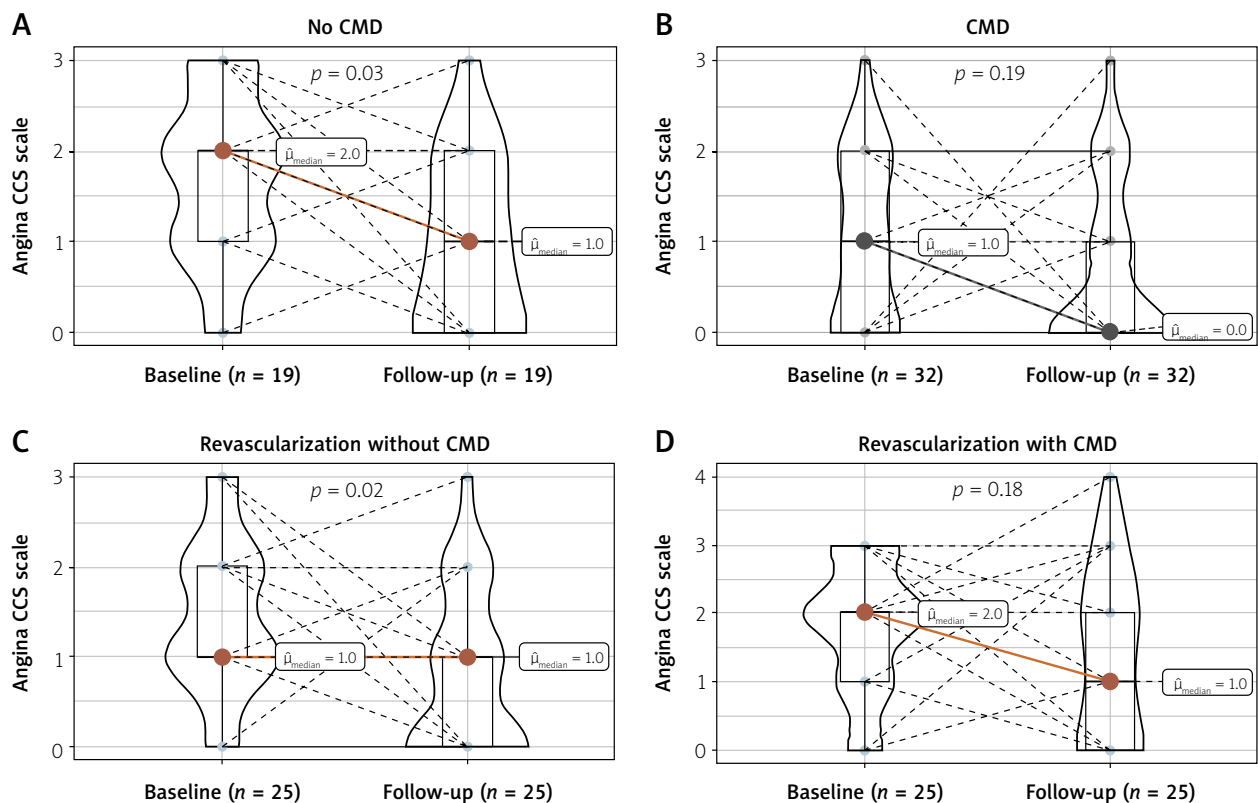 A
No CMD
Angina CCS scale
3
2
1
0
p = 0.03
μ̂median = 2.0
μ̂median = 1.0
Baseline (n = 19)
Follow-up (n = 19)
B
CMD
Angina CCS scale
3
2
1
0
p = 0.19
μ̂median = 1.0
μ̂median = 0.0
Baseline (n = 32)
Follow-up (n = 32)
C
Revascularization without CMD
Angina CCS scale
3
2
1
0
p = 0.02
μ̂median = 1.0
μ̂median = 1.0
Baseline (n = 25)
Follow-up (n = 25)
D
Revascularization with CMD
Angina CCS scale
4
3
2
1
0
p = 0.18
μ̂median = 2.0
μ̂median = 1.0
Baseline (n = 25)
Follow-up (n = 25)